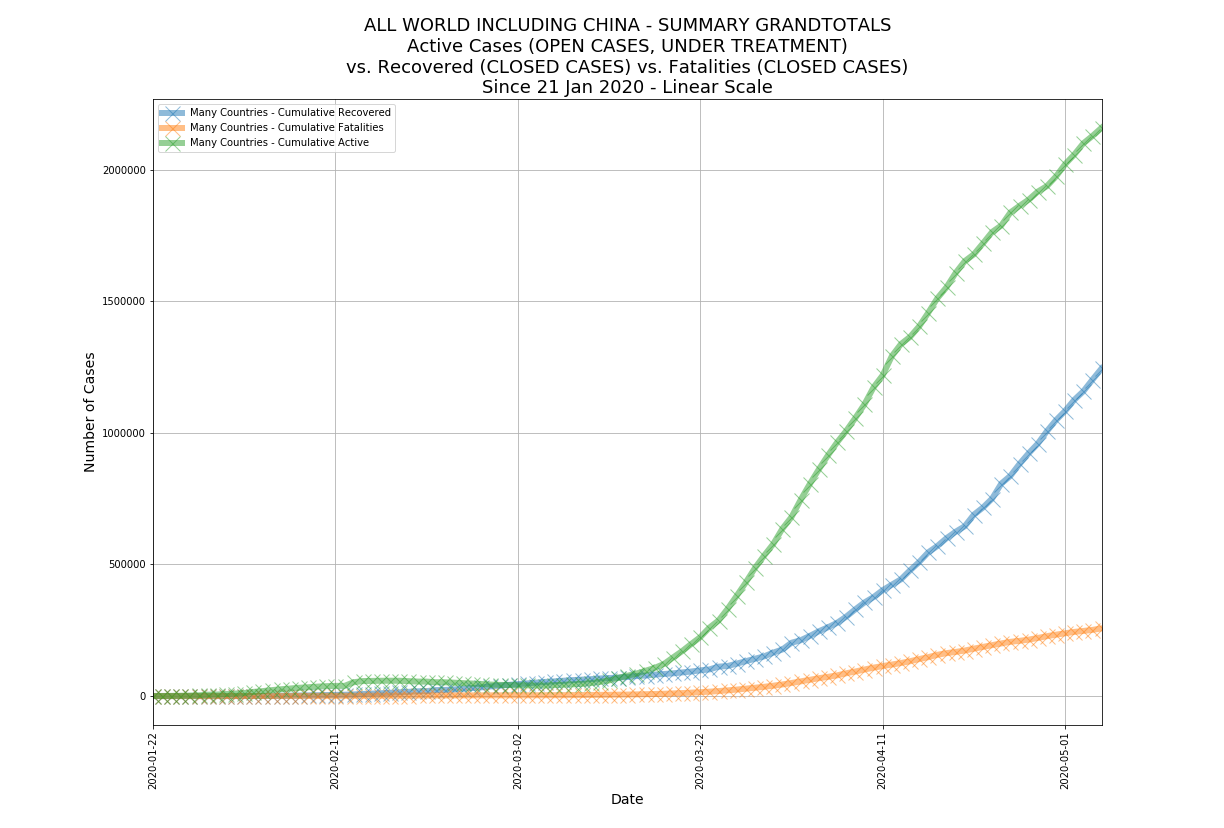 ALL WORLD INCLUDING CHINA - SUMMARY GRANDTOTALS
Active Cases (OPEN CASES, UNDER TREATMENT)
vs. Recovered (CLOSED CASES) vs. Fatalities (CLOSED CASES)
Since 21 Jan 2020 - Linear Scale
Many Countries - Cumulative Recovered
Many Countries - Cumulative Fatalities
Many Countries - Cumulative Active
Number of Cases
2000000
1500000
1000000
500000
0
2020-01-22
2020-02-11
2020-03-02
2020-03-22
2020-04-11
2020-05-01
Date